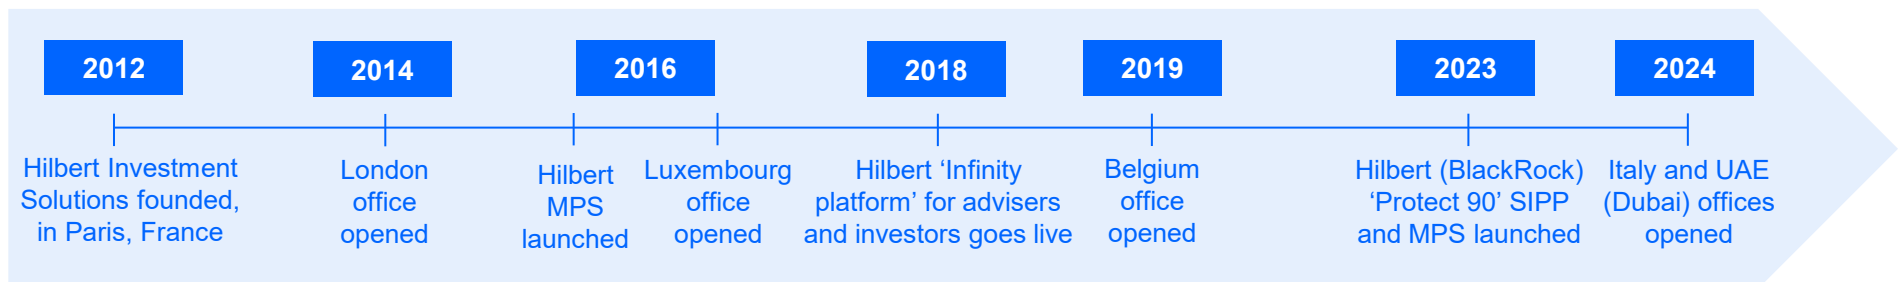 2012
2014
2016
2018
2019
2023
2024
Hilbert Investment
Solutions founded,
in Paris, France
London
office
opened
Hilbert
MPS
launched
Luxembourg
office
opened
Hilbert ‘Infinity
platform’ for advisers
and investors goes live
Belgium
office
opened
Hilbert (BlackRock)
‘Protect 90’ SIPP
and MPS launched
Italy and UAE
(Dubai) offices
opened